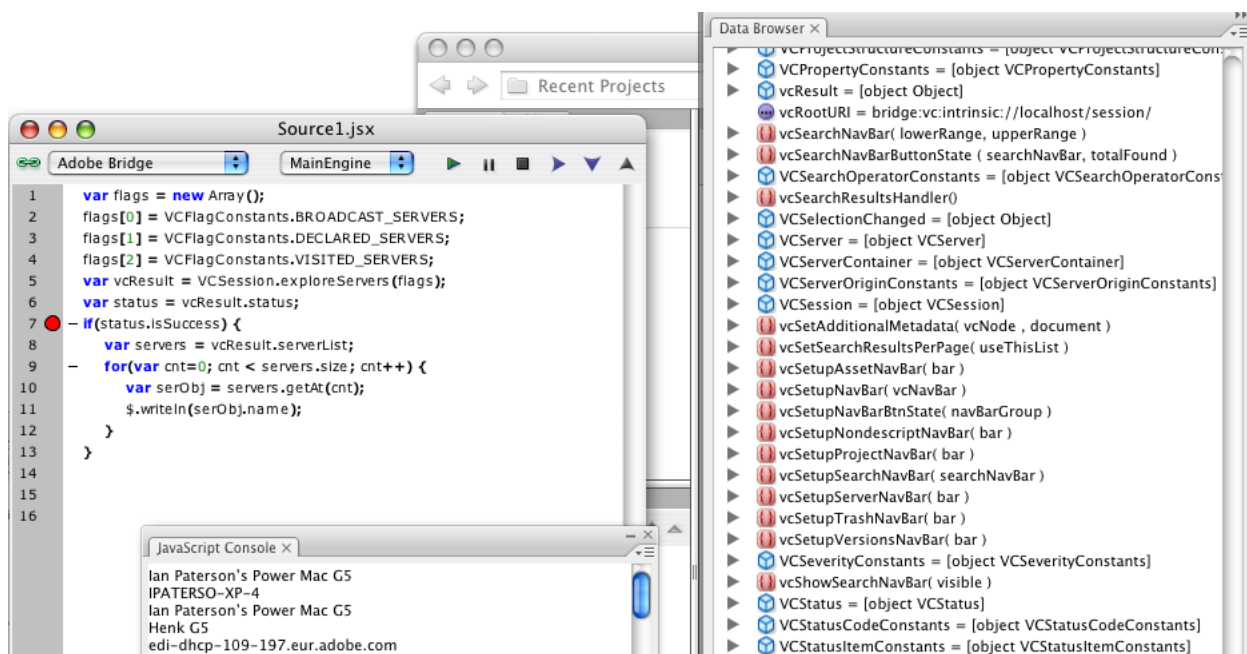 Recent Projects
Source1.jsx
Adobe Bridge
MainEngine
1 var flags = new Array();
2 flags[0] = VCFlagConstants.BROADCAST_SERVERS;
3 flags[1] = VCFlagConstants.DECLARED_SERVERS;
4 flags[2] = VCFlagConstants.VISITED_SERVERS;
5 var vcResult = VCSession.exploreServers(flags);
6 var status = vcResult.status;
7 – if(status.isSuccess) {
8 var servers = vcResult.serverList;
9 – for(var cnt=0; cnt < servers.size; cnt++) {
10 var serObj = servers.getAt(cnt);
11 $.writeln(serObj.name);
12 }
13 }
14
15
16
JavaScript Console ×
Ian Paterson's Power Mac G5
IPATERSO-XP-4
Ian Paterson's Power Mac G5
Henk G5
edi-dhcp-109-197.eur.adobe.com
Data Browser ×
VCProjectStructureConstants = [object VCProjectStructureCons
VCPropertyConstants = [object VCPropertyConstants]
vcResult = [object Object]
vcRootURI = bridge:vc:intrinsic://localhost/session/
vcSearchNavBar( lowerRange, upperRange )
vcSearchNavBarButtonState ( searchNavBar, totalFound )
VCSearchOperatorConstants = [object VCSearchOperatorConst
vcSearchResultsHandler()
VCSelectionChanged = [object Object]
VCServer = [object VCServer]
VCServerContainer = [object VCServerContainer]
VCServerOriginConstants = [object VCServerOriginConstants]
VCSession = [object VCSession]
vcSetAdditionalMetadata( vcNode , document )
vcSetSearchResultsPerPage( useThisList )
vcSetupAssetNavBar( bar )
vcSetupNavBar( vcNavBar )
vcSetupNavBarBtnState( navBarGroup )
vcSetupNondescriptNavBar( bar )
vcSetupProjectNavBar( bar )
vcSetupSearchNavBar( searchNavBar )
vcSetupServerNavBar( bar )
vcSetupTrashNavBar( bar )
vcSetupVersionsNavBar( bar )
VCSeverityConstants = [object VCSeverityConstants]
vcShowSearchNavBar( visible )
VCStatus = [object VCStatus]
VCStatusCodeConstants = [object VCStatusCodeConstants]
VCStatusItemConstants = [object VCStatusItemConstants]